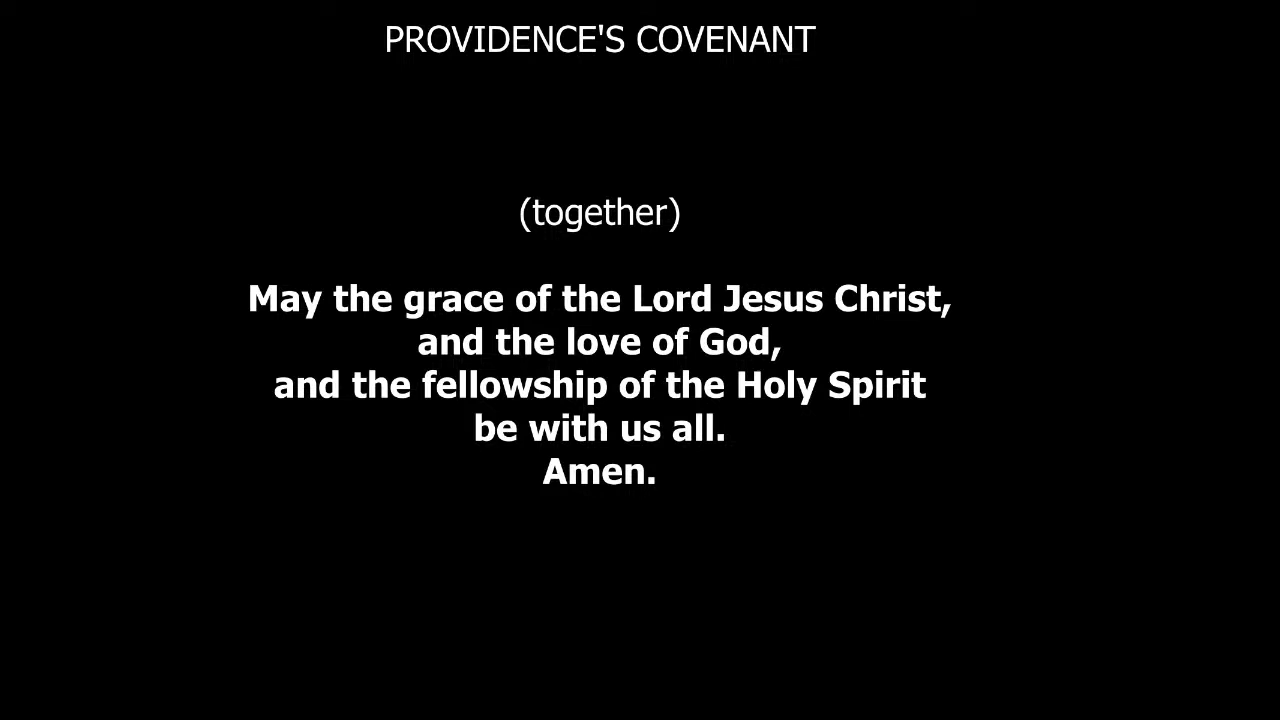 PROVIDENCE'S COVENANT
(together)
May the grace of the Lord Jesus Christ,
and the love of God,
and the fellowship of the Holy Spirit
be with us all.
Amen.